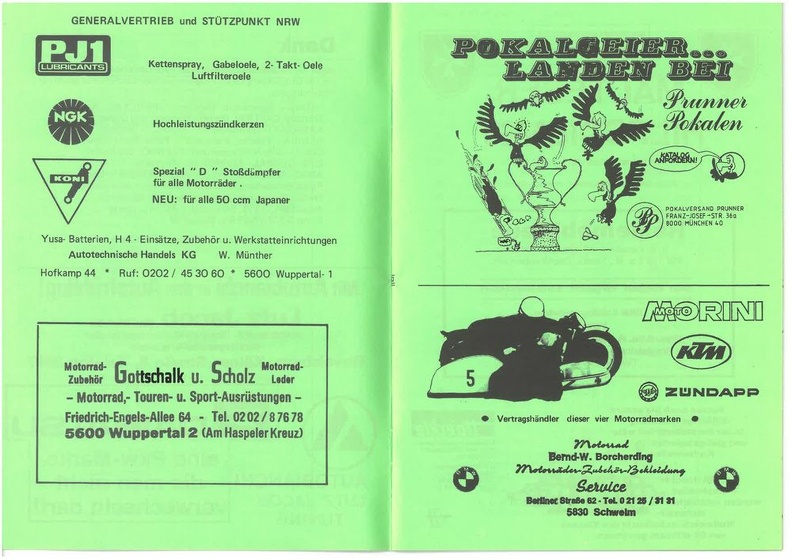 GENERALVERTRIEB und STÜTZPUNKT NRW
PJ1
LUBRICANTS
Kettenspray, Gabeloele, 2-Takt-Oele
Luftfilteroele
NGK
Hochleistungszündkerzen
KONI
Spezial "D" Stoßdämpfer
für alle Motorräder.
NEU: für alle 50 ccm Japaner
Yusa-Batterien, H 4 - Einsätze, Zubehör u. Werkstatteinrichtungen
Autotechnische Handels KG W. Münther
Hofkamp 44 * Ruf: 0202 / 45 30 60 * 5600 Wuppertal-1
Motorrad-Zubehör Gottschalk u. Scholz Motorrad-Leder
– Motorrad,- Touren- u. Sport-Ausrüstungen –
Friedrich-Engels-Allee 64 - Tel. 0202/87678
5600 Wuppertal 2 (Am Haspeler Kreuz)
POKALGEIER...
LANDEN BEI
Prunner
Pokalen
KATALOG
ANFORDERN!
PP
POKALVERSAND PRUNNER
FRANZ-JOSEF-STR. 36a
8000 MÜNCHEN 40
MOTO MORINI
KTM
5
ZÜNDAPP
● Vertragshändler dieser vier Motorradmarken ●
Motorrad
Bernd-W. Borcherding
Motorräder-Zubehör-Bekleidung
Service
BMW
BMW
Berliner Straße 62 - Tel. 0 21 25 / 31 31
5830 Schwelm